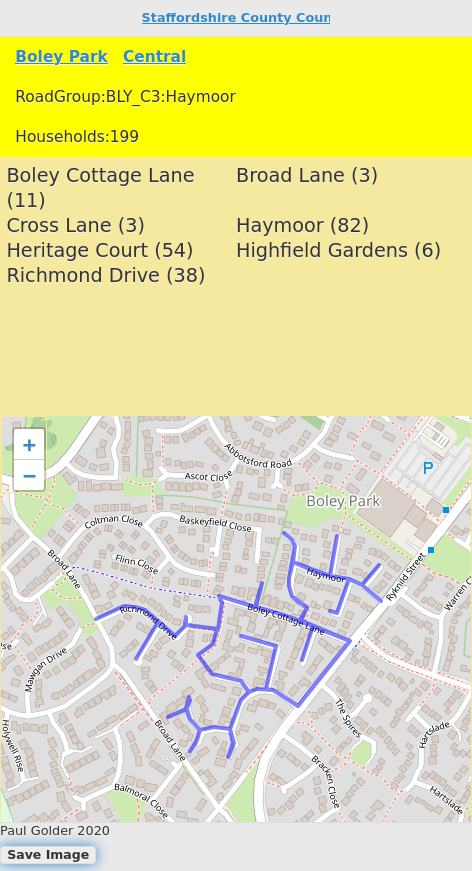 Staffordshire County Coun
Boley Park Central
RoadGroup:BLY_C3:Haymoor
Households:199
Boley Cottage Lane (11)
Broad Lane (3)
Cross Lane (3)
Haymoor (82)
Heritage Court (54)
Highfield Gardens (6)
Richmond Drive (38)
+
−
Abbotsford Road
Ascot Close
P
Boley Park
Coltman Close
Baskeyfield Close
Broad Lane
Flinn Close
Haymoor
Ryknild Street
Warren C
Richmond Drive
Boley Cottage Lane
se
Mawgan Drive
Holywell Rise
Broad Lane
The Spires
Hartslade
Bracken Close
Balmoral Close
Hartslade
Paul Golder 2020
Save Image